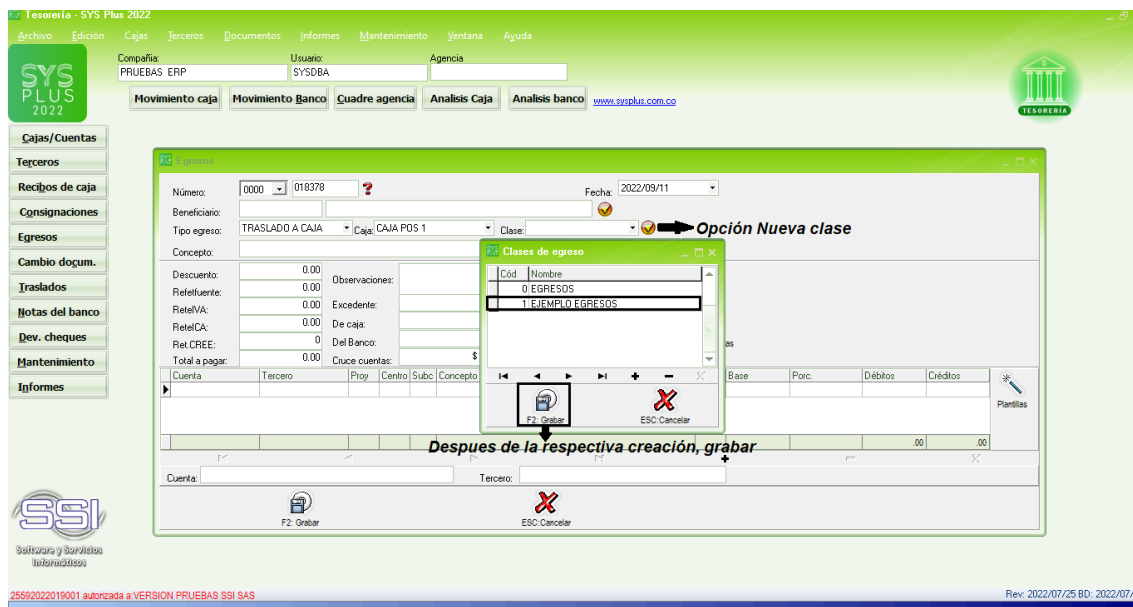 Tesorería - SYS Plus 2022
Archivo Edición Cajas Terceros Documentos Informes Mantenimiento Ventana Ayuda
SYS
PLUS
2022
Compañia: Usuario: Agencia
PRUEBAS ERP SYSDBA
Movimiento caja Movimiento Banco Cuadre agencia Analisis Caja Analisis banco www.sysplus.com.co
TESORERIA
Cajas/Cuentas
Terceros
Recibos de caja
Consignaciones
Egresos
Cambio docum.
Traslados
Notas del banco
Dev. cheques
Mantenimiento
Informes
Egresos
Número: 0000 018378 ? Fecha: 2022/09/11
Beneficiario:
Tipo egreso: TRASLADO A CAJA Caja: CAJA POS 1 Clase: Opción Nueva clase
Concepto:
Descuento: 0.00 Observaciones:
Refetfuente: 0.00
ReteIVA: 0.00 Excedente:
ReteICA: 0.00 De caja:
Ret.CREE: 0 Del Banco: as
Total a pagar: 0.00 Cruce cuentas: $
Clases de egreso
Cód Nombre
0 EGRESOS
1 EJEMPLO EGRESOS
F2: Grabar ESC:Cancelar
Cuenta Tercero Proy Centro Subc Concepto Base Porc. Débitos Créditos
Plantillas
Despues de la respectiva creación, grabar
.00 .00
Cuenta: Tercero:
F2: Grabar ESC:Cancelar
SSI
Software y Servicios
Informáticos
25592022019001 autorizada a:VERSION PRUEBAS SSI SAS Rev: 2022/07/25 BD: 2022/07/